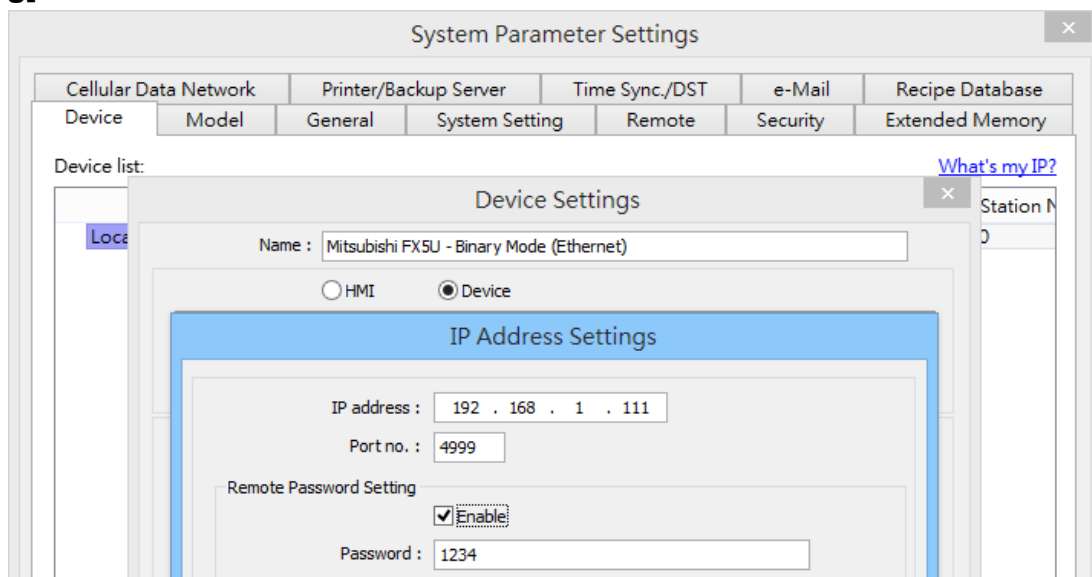 System Parameter Settings
Cellular Data Network Printer/Backup Server Time Sync./DST e-Mail Recipe Database
Device Model General System Setting Remote Security Extended Memory
Device list: What's my IP?
Device Settings
Station N
Loca
Name : Mitsubishi FX5U - Binary Mode (Ethernet)
HMI Device
IP Address Settings
IP address : 192 . 168 . 1 . 111
Port no. : 4999
Remote Password Setting
Enable
Password : 1234